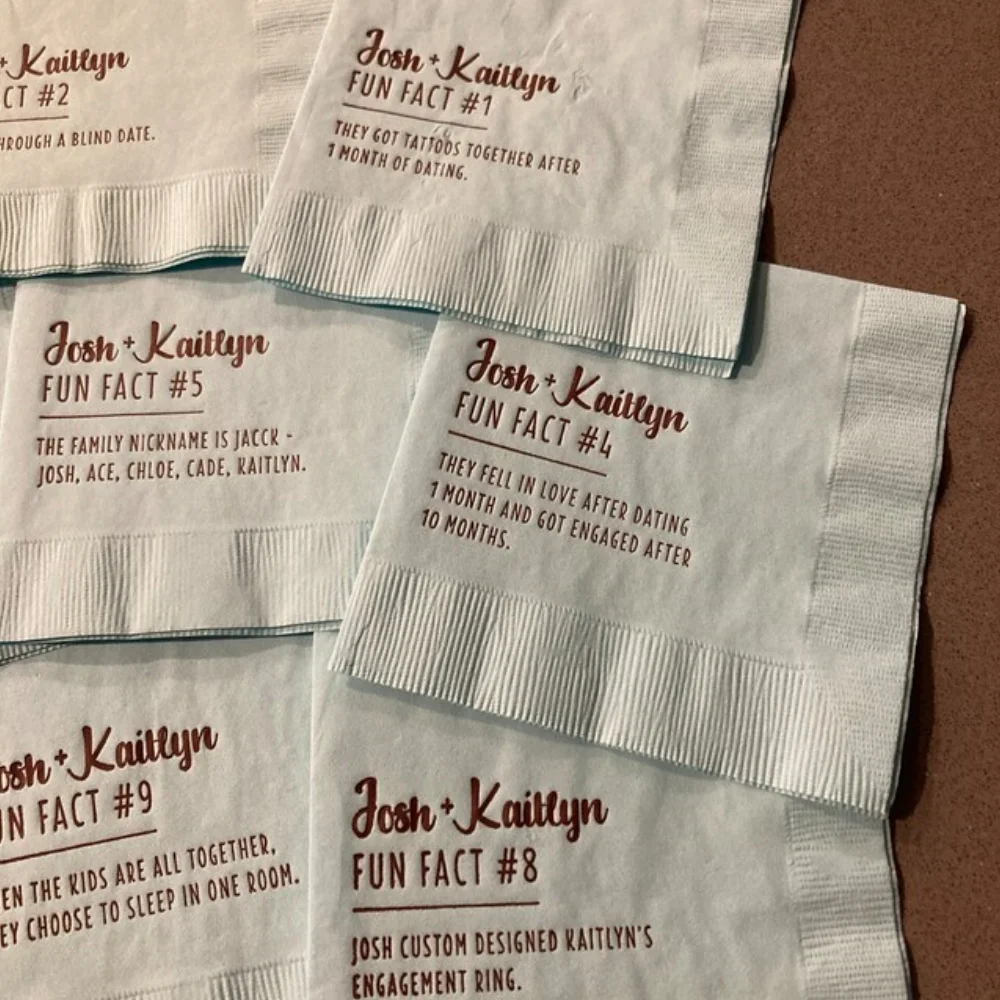 + Kaitlyn
CT #2
HROUGH A BLIND DATE.
Josh + Kaitlyn
FUN FACT #1
THEY GOT TATTOOS TOGETHER AFTER
1 MONTH OF DATING.
Josh + Kaitlyn
FUN FACT #5
THE FAMILY NICKNAME IS JACCK -
JOSH, ACE, CHLOE, CADE, KAITLYN.
Josh + Kaitlyn
FUN FACT #4
THEY FELL IN LOVE AFTER DATING
1 MONTH AND GOT ENGAGED AFTER
10 MONTHS.
osh + Kaitlyn
UN FACT #9
EN THE KIDS ARE ALL TOGETHER,
EY CHOOSE TO SLEEP IN ONE ROOM.
Josh + Kaitlyn
FUN FACT #8
JOSH CUSTOM DESIGNED KAITLYN'S
ENGAGEMENT RING.